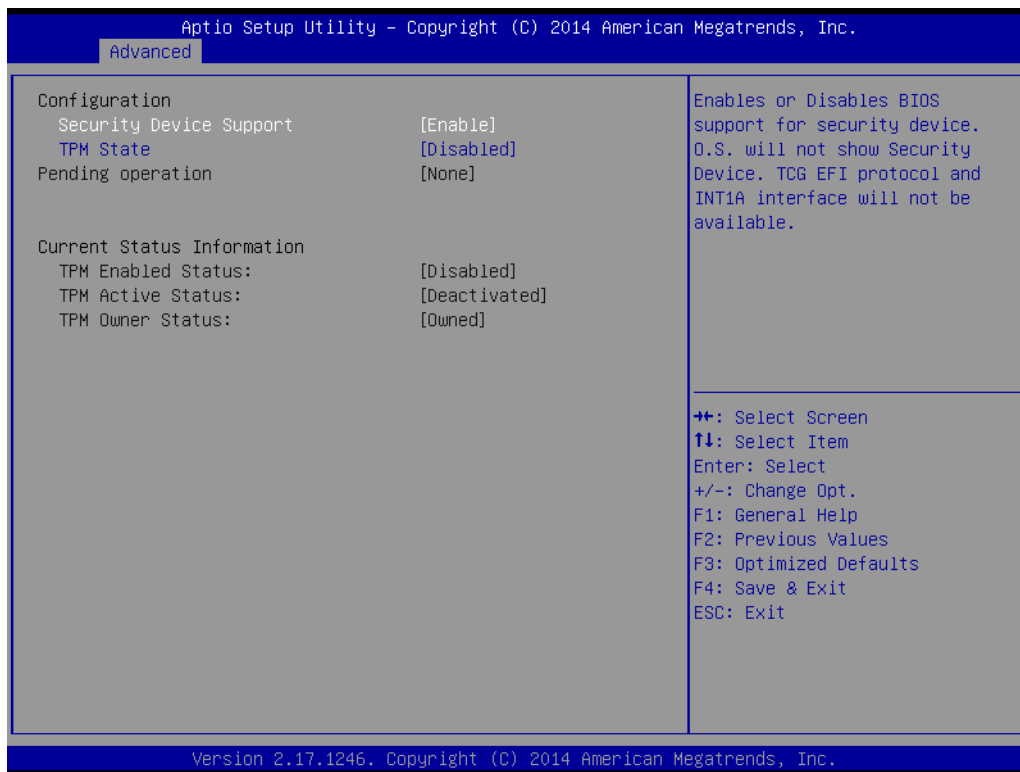 Aptio Setup Utility – Copyright (C) 2014 American Megatrends, Inc.
Advanced
Configuration
Security Device Support [Enable]
TPM State [Disabled]
Pending operation [None]
Current Status Information
TPM Enabled Status: [Disabled]
TPM Active Status: [Deactivated]
TPM Owner Status: [Owned]
Enables or Disables BIOS
support for security device.
O.S. will not show Security
Device. TCG EFI protocol and
INT1A interface will not be
available.
→←: Select Screen
↑↓: Select Item
Enter: Select
+/-: Change Opt.
F1: General Help
F2: Previous Values
F3: Optimized Defaults
F4: Save & Exit
ESC: Exit
Version 2.17.1246. Copyright (C) 2014 American Megatrends, Inc.